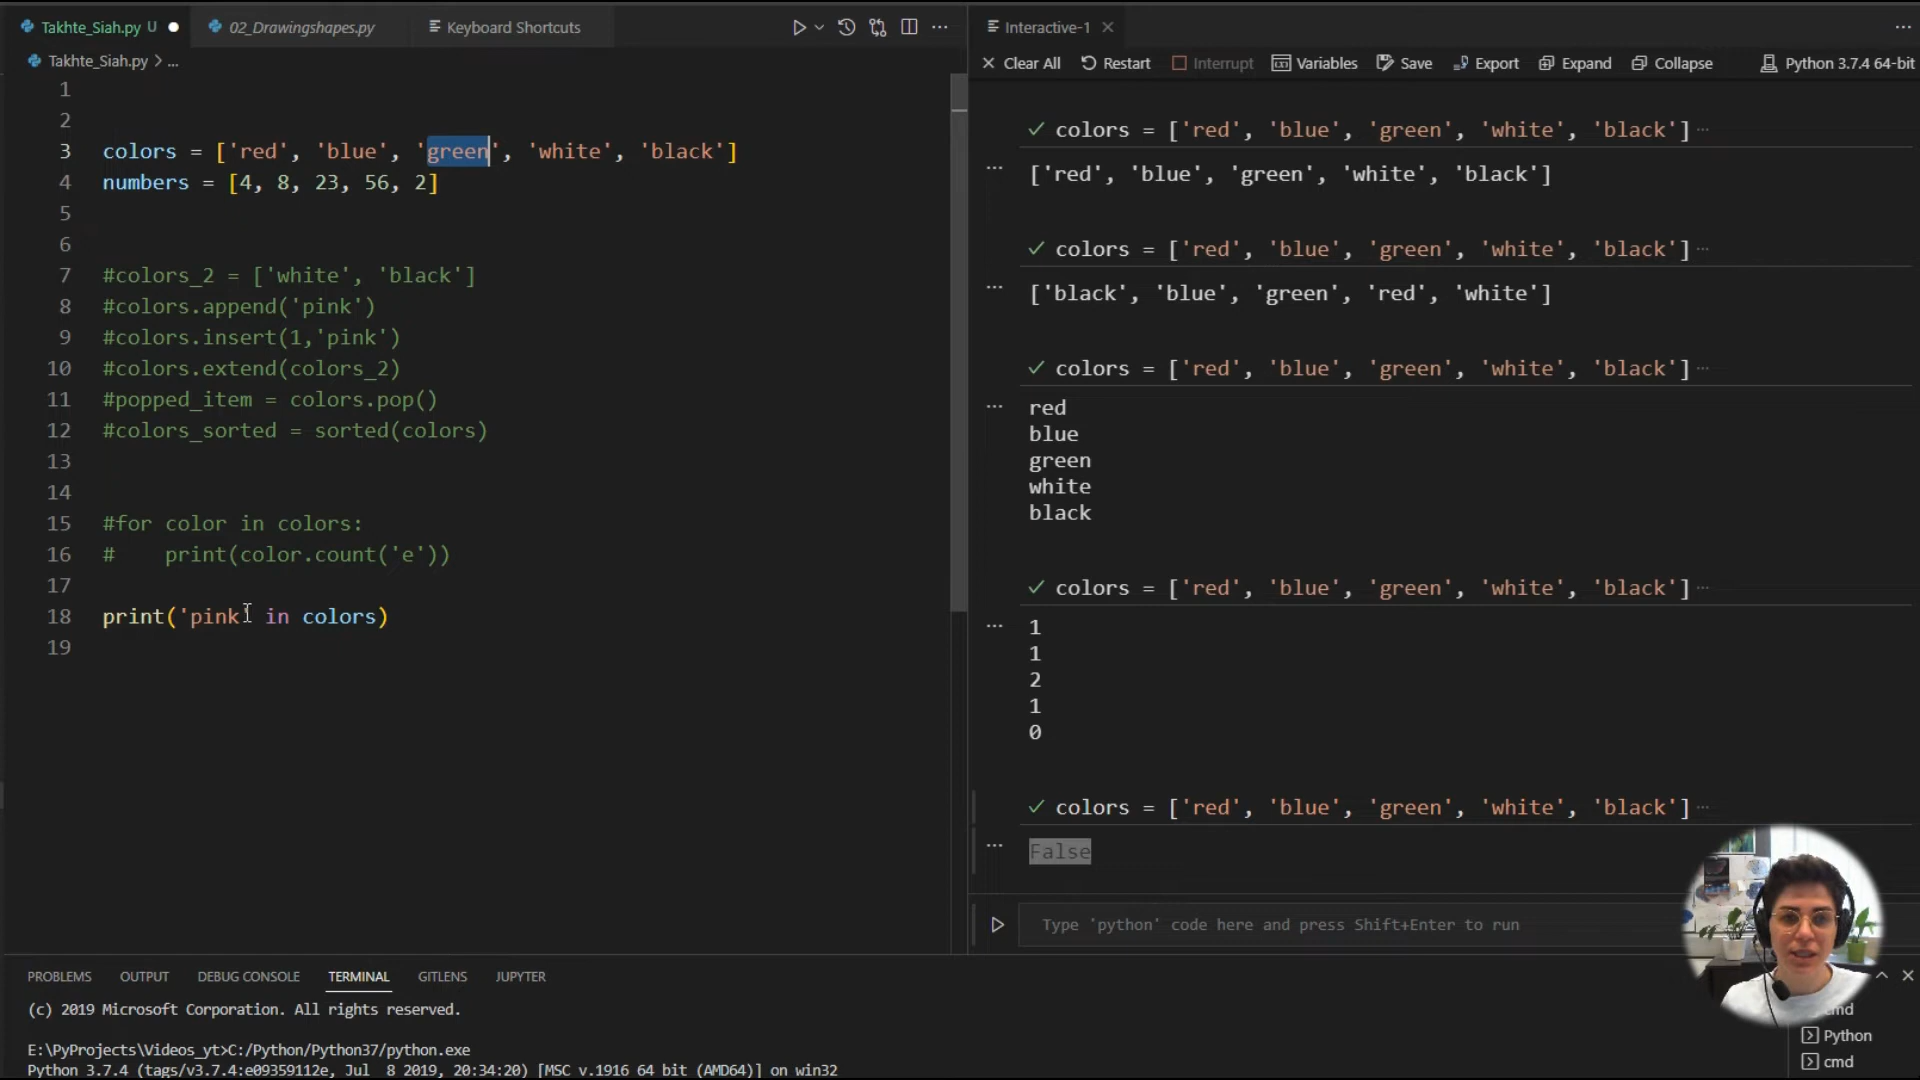 Takhte_Siah.py U ● 02_Drawingshapes.py Keyboard Shortcuts
Takhte_Siah.py > ...
1
2
3 colors = ['red', 'blue', 'green', 'white', 'black']
4 numbers = [4, 8, 23, 56, 2]
5
6
7 #colors_2 = ['white', 'black']
8 #colors.append('pink')
9 #colors.insert(1,'pink')
10 #colors.extend(colors_2)
11 #popped_item = colors.pop()
12 #colors_sorted = sorted(colors)
13
14
15 #for color in colors:
16 #    print(color.count('e'))
17
18 print('pink' in colors)
19
Interactive-1
Clear All Restart Interrupt Variables Save Export Expand Collapse Python 3.7.4 64-bit
✓ colors = ['red', 'blue', 'green', 'white', 'black'] ...
['red', 'blue', 'green', 'white', 'black']
✓ colors = ['red', 'blue', 'green', 'white', 'black'] ...
['black', 'blue', 'green', 'red', 'white']
✓ colors = ['red', 'blue', 'green', 'white', 'black'] ...
red
blue
green
white
black
✓ colors = ['red', 'blue', 'green', 'white', 'black'] ...
1
1
2
1
0
✓ colors = ['red', 'blue', 'green', 'white', 'black'] ...
False
Type 'python' code here and press Shift+Enter to run
PROBLEMS OUTPUT DEBUG CONSOLE TERMINAL GITLENS JUPYTER
(c) 2019 Microsoft Corporation. All rights reserved.
E:\PyProjects\Videos_yt>C:/Python/Python37/python.exe
Python 3.7.4 (tags/v3.7.4:e09359112e, Jul  8 2019, 20:34:20) [MSC v.1916 64 bit (AMD64)] on win32
cmd
Python
cmd